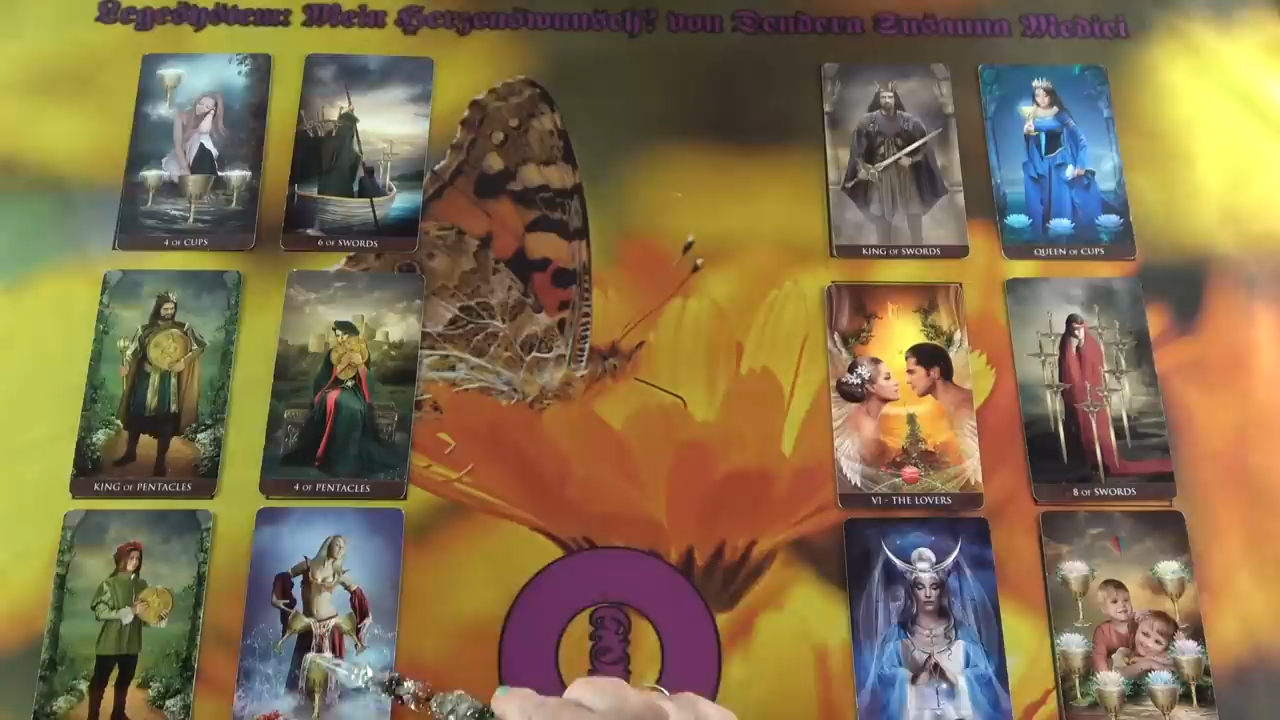 Legesystem: Mein Herzenswunsch? von Dendera Susanna Medici
4 OF CUPS
6 OF SWORDS
KING OF SWORDS
QUEEN OF CUPS
KING OF PENTACLES
4 OF PENTACLES
VI - THE LOVERS
8 OF SWORDS